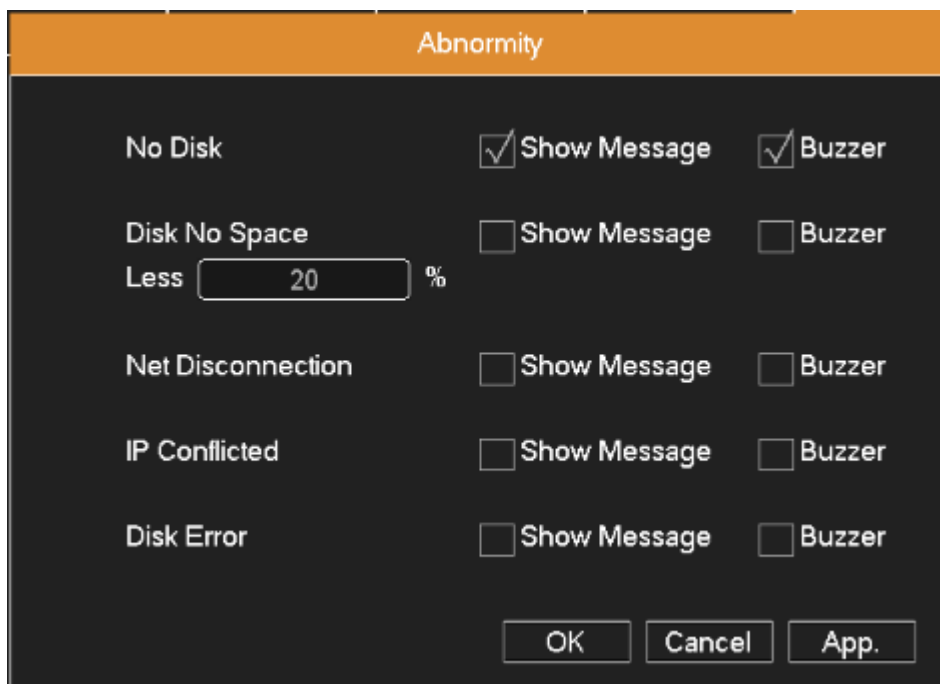 Abnormity
No Disk Show Message Buzzer
Disk No Space Show Message Buzzer
Less 20 %
Net Disconnection Show Message Buzzer
IP Conflicted Show Message Buzzer
Disk Error Show Message Buzzer
OK Cancel App.